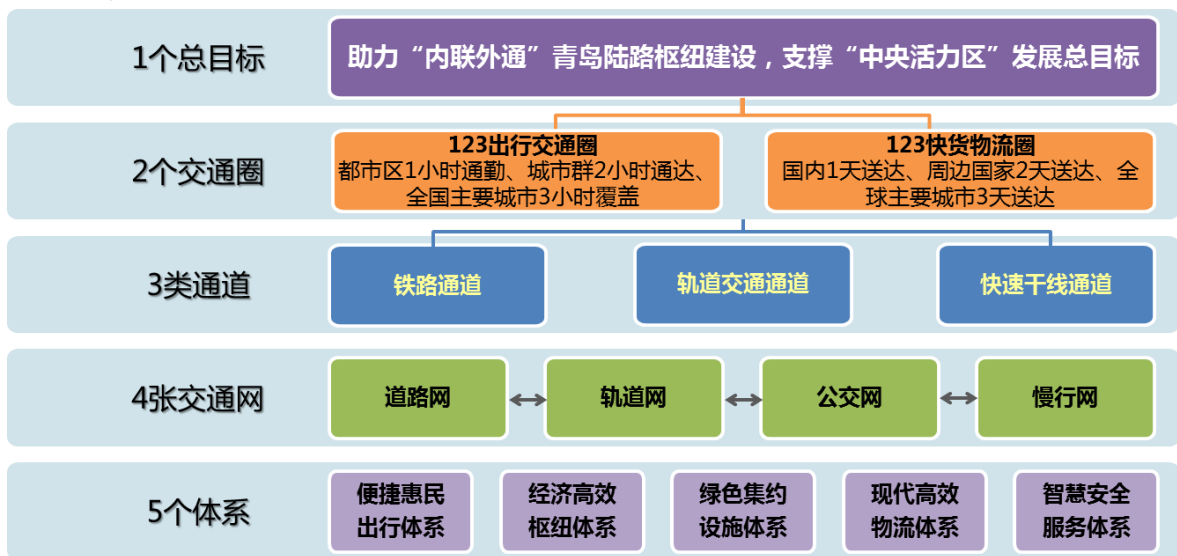 1个总目标
助力“内联外通”青岛陆路枢纽建设，支撑“中央活力区”发展总目标
2个交通圈
123出行交通圈
都市区1小时通勤、城市群2小时通达、
全国主要城市3小时覆盖
123快货物流圈
国内1天送达、周边国家2天送达、全
球主要城市3天送达
3类通道
铁路通道
轨道交通通道
快速干线通道
4张交通网
道路网
轨道网
公交网
慢行网
5个体系
便捷惠民
出行体系
经济高效
枢纽体系
绿色集约
设施体系
现代高效
物流体系
智慧安全
服务体系